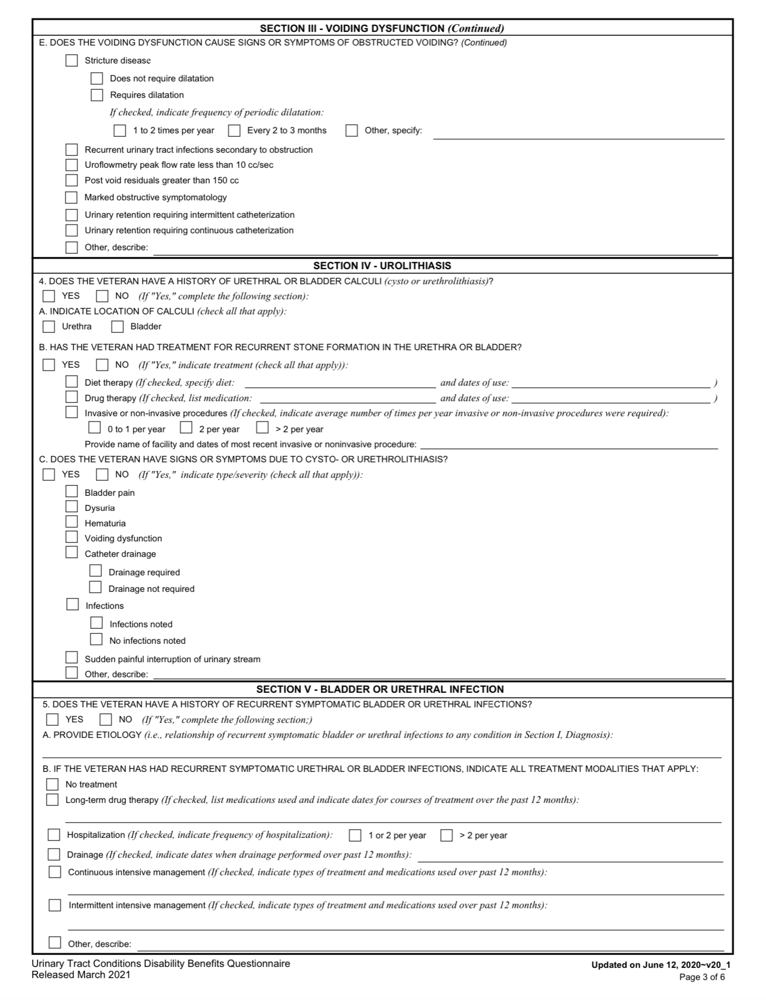 SECTION III - VOIDING DYSFUNCTION (Continued)
E. DOES THE VOIDING DYSFUNCTION CAUSE SIGNS OR SYMPTOMS OF OBSTRUCTED VOIDING? (Continued)
Stricture disease
Does not require dilatation
Requires dilatation
If checked, indicate frequency of periodic dilatation:
1 to 2 times per year Every 2 to 3 months Other, specify:
Recurrent urinary tract infections secondary to obstruction
Uroflowmetry peak flow rate less than 10 cc/sec
Post void residuals greater than 150 cc
Marked obstructive symptomatology
Urinary retention requiring intermittent catheterization
Urinary retention requiring continuous catheterization
Other, describe:
SECTION IV - UROLITHIASIS
4. DOES THE VETERAN HAVE A HISTORY OF URETHRAL OR BLADDER CALCULI (cysto or urethrolithiasis)?
YES NO (If "Yes," complete the following section):
A. INDICATE LOCATION OF CALCULI (check all that apply):
Urethra Bladder
B. HAS THE VETERAN HAD TREATMENT FOR RECURRENT STONE FORMATION IN THE URETHRA OR BLADDER?
YES NO (If "Yes," indicate treatment (check all that apply)):
Diet therapy (If checked, specify diet: and dates of use: )
Drug therapy (If checked, list medication: and dates of use: )
Invasive or non-invasive procedures (If checked, indicate average number of times per year invasive or non-invasive procedures were required):
0 to 1 per year 2 per year > 2 per year
Provide name of facility and dates of most recent invasive or noninvasive procedure:
C. DOES THE VETERAN HAVE SIGNS OR SYMPTOMS DUE TO CYSTO- OR URETHROLITHIASIS?
YES NO (If "Yes," indicate type/severity (check all that apply)):
Bladder pain
Dysuria
Hematuria
Voiding dysfunction
Catheter drainage
Drainage required
Drainage not required
Infections
Infections noted
No infections noted
Sudden painful interruption of urinary stream
Other, describe:
SECTION V - BLADDER OR URETHRAL INFECTION
5. DOES THE VETERAN HAVE A HISTORY OF RECURRENT SYMPTOMATIC BLADDER OR URETHRAL INFECTIONS?
YES NO (If "Yes," complete the following section;)
A. PROVIDE ETIOLOGY (i.e., relationship of recurrent symptomatic bladder or urethral infections to any condition in Section I, Diagnosis):
B. IF THE VETERAN HAS HAD RECURRENT SYMPTOMATIC URETHRAL OR BLADDER INFECTIONS, INDICATE ALL TREATMENT MODALITIES THAT APPLY:
No treatment
Long-term drug therapy (If checked, list medications used and indicate dates for courses of treatment over the past 12 months):
Hospitalization (If checked, indicate frequency of hospitalization): 1 or 2 per year > 2 per year
Drainage (If checked, indicate dates when drainage performed over past 12 months):
Continuous intensive management (If checked, indicate types of treatment and medications used over past 12 months):
Intermittent intensive management (If checked, indicate types of treatment and medications used over past 12 months):
Other, describe:
Urinary Tract Conditions Disability Benefits Questionnaire
Released March 2021
Updated on June 12, 2020~v20_1
Page 3 of 6